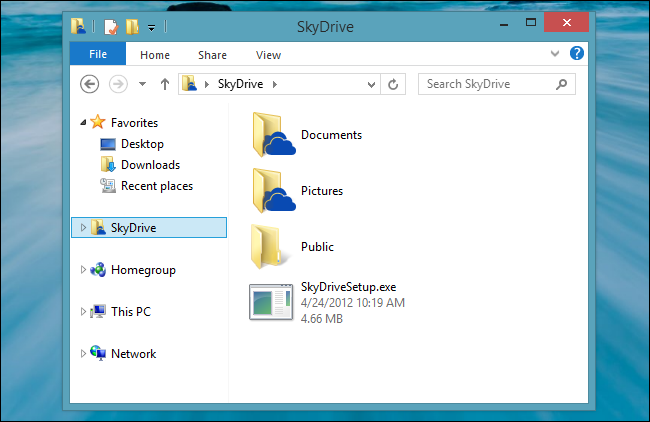 SkyDrive
File
Home
Share
View
SkyDrive
Search SkyDrive
Favorites
Desktop
Downloads
Recent places
SkyDrive
Homegroup
This PC
Network
Documents
Pictures
Public
SkyDriveSetup.exe
4/24/2012 10:19 AM
4.66 MB